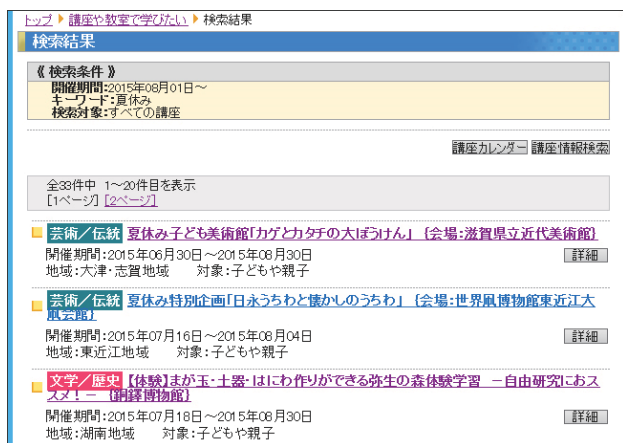 トップ ▶ 講座や教室で学びたい ▶ 検索結果
検索結果
《 検索条件 》
開催期間:2015年08月01日～
キーワード:夏休み
検索対象:すべての講座
講座カレンダー 講座情報検索
全33件中 1～20件目を表示
[1ページ] [2ページ]
芸術／伝統 夏休み子ども美術館「カゲとカタチの大ぼうけん」 {会場:滋賀県立近代美術館}
開催期間:2015年06月30日～2015年08月30日 詳細
地域:大津・志賀地域 対象:子どもや親子
芸術／伝統 夏休み特別企画「日永うちわと懐かしのうちわ」 {会場:世界凧博物館東近江大
凧会館}
開催期間:2015年07月16日～2015年08月04日 詳細
地域:東近江地域 対象:子どもや親子
文学／歴史 【体験】まが玉・土器・はにわ作りができる弥生の森体験学習 －自由研究におス
スメ！－ {銅鐸博物館}
開催期間:2015年07月18日～2015年08月30日 詳細
地域:湖南地域 対象:子どもや親子